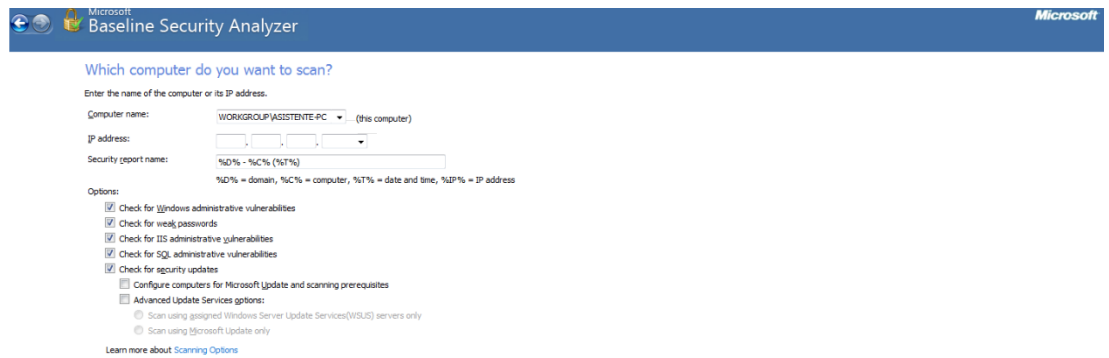 Microsoft
Baseline Security Analyzer
Microsoft
Which computer do you want to scan?
Enter the name of the computer or its IP address.
Computer name: WORKGROUP\ASISTENTE-PC (this computer)
IP address: . . .
Security report name: %D% - %C% (%T%)
%D% = domain, %C% = computer, %T% = date and time, %IP% = IP address
Options:
Check for Windows administrative vulnerabilities
Check for weak passwords
Check for IIS administrative vulnerabilities
Check for SQL administrative vulnerabilities
Check for security updates
Configure computers for Microsoft Update and scanning prerequisites
Advanced Update Services options:
Scan using assigned Windows Server Update Services(WSUS) servers only
Scan using Microsoft Update only
Learn more about Scanning Options